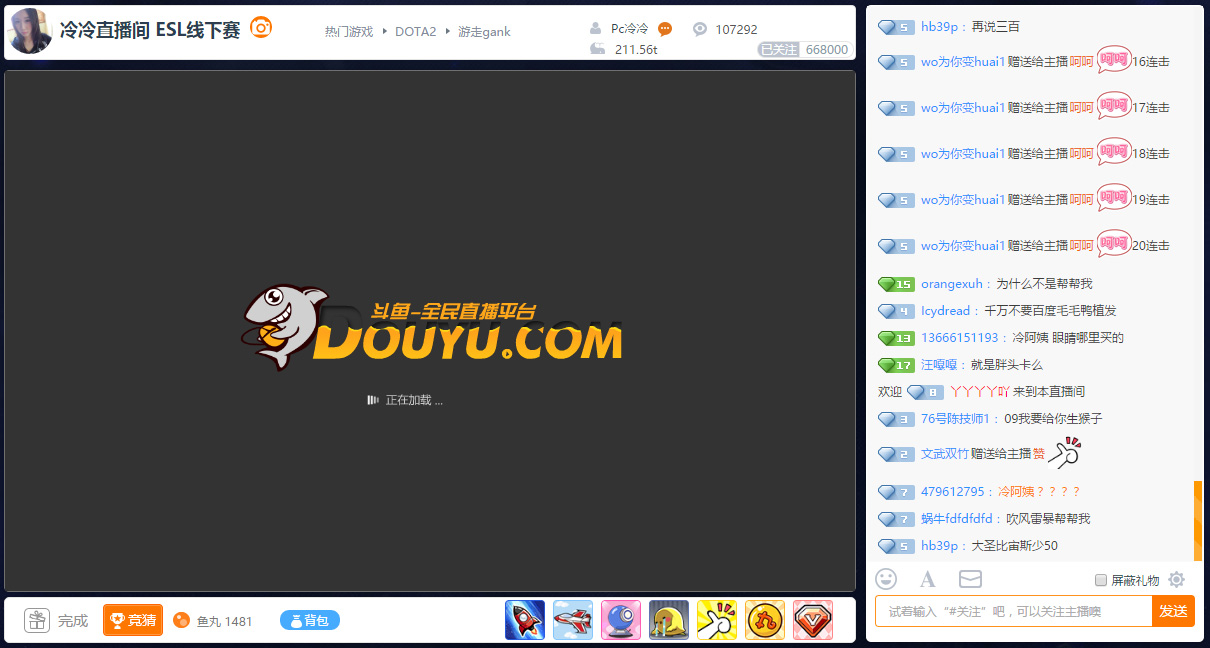 冷冷直播间 ESL线下赛
热门游戏 DOTA2 游走gank
Pc冷冷 107292
211.56t
已关注 668000
斗鱼-全民直播平台
DOUYU.COM
正在加载 ...
完成 竞猜 鱼丸 1481 背包
5 hb39p： 再说三百
5 wo为你变huai1 赠送给主播 呵呵 呵呵 16连击
5 wo为你变huai1 赠送给主播 呵呵 呵呵 17连击
5 wo为你变huai1 赠送给主播 呵呵 呵呵 18连击
5 wo为你变huai1 赠送给主播 呵呵 呵呵 19连击
5 wo为你变huai1 赠送给主播 呵呵 呵呵 20连击
15 orangexuh： 为什么不是帮帮我
4 Icydread： 千万不要百度毛毛鸭植发
13 13666151193： 冷阿姨 眼睛哪里买的
17 汪嘎嘎： 就是胖头卡么
欢迎 8 丫丫丫丫吖 来到本直播间
3 76号陈技师1： 09我要给你生猴子
2 文武双竹 赠送给主播 赞
7 479612795： 冷阿姨？？？？
7 蜗牛fdfdfdfd： 吹风雷暴帮帮我
5 hb39p： 大圣比宙斯少50
屏蔽礼物
试着输入“#关注”吧，可以关注主播噢 发送